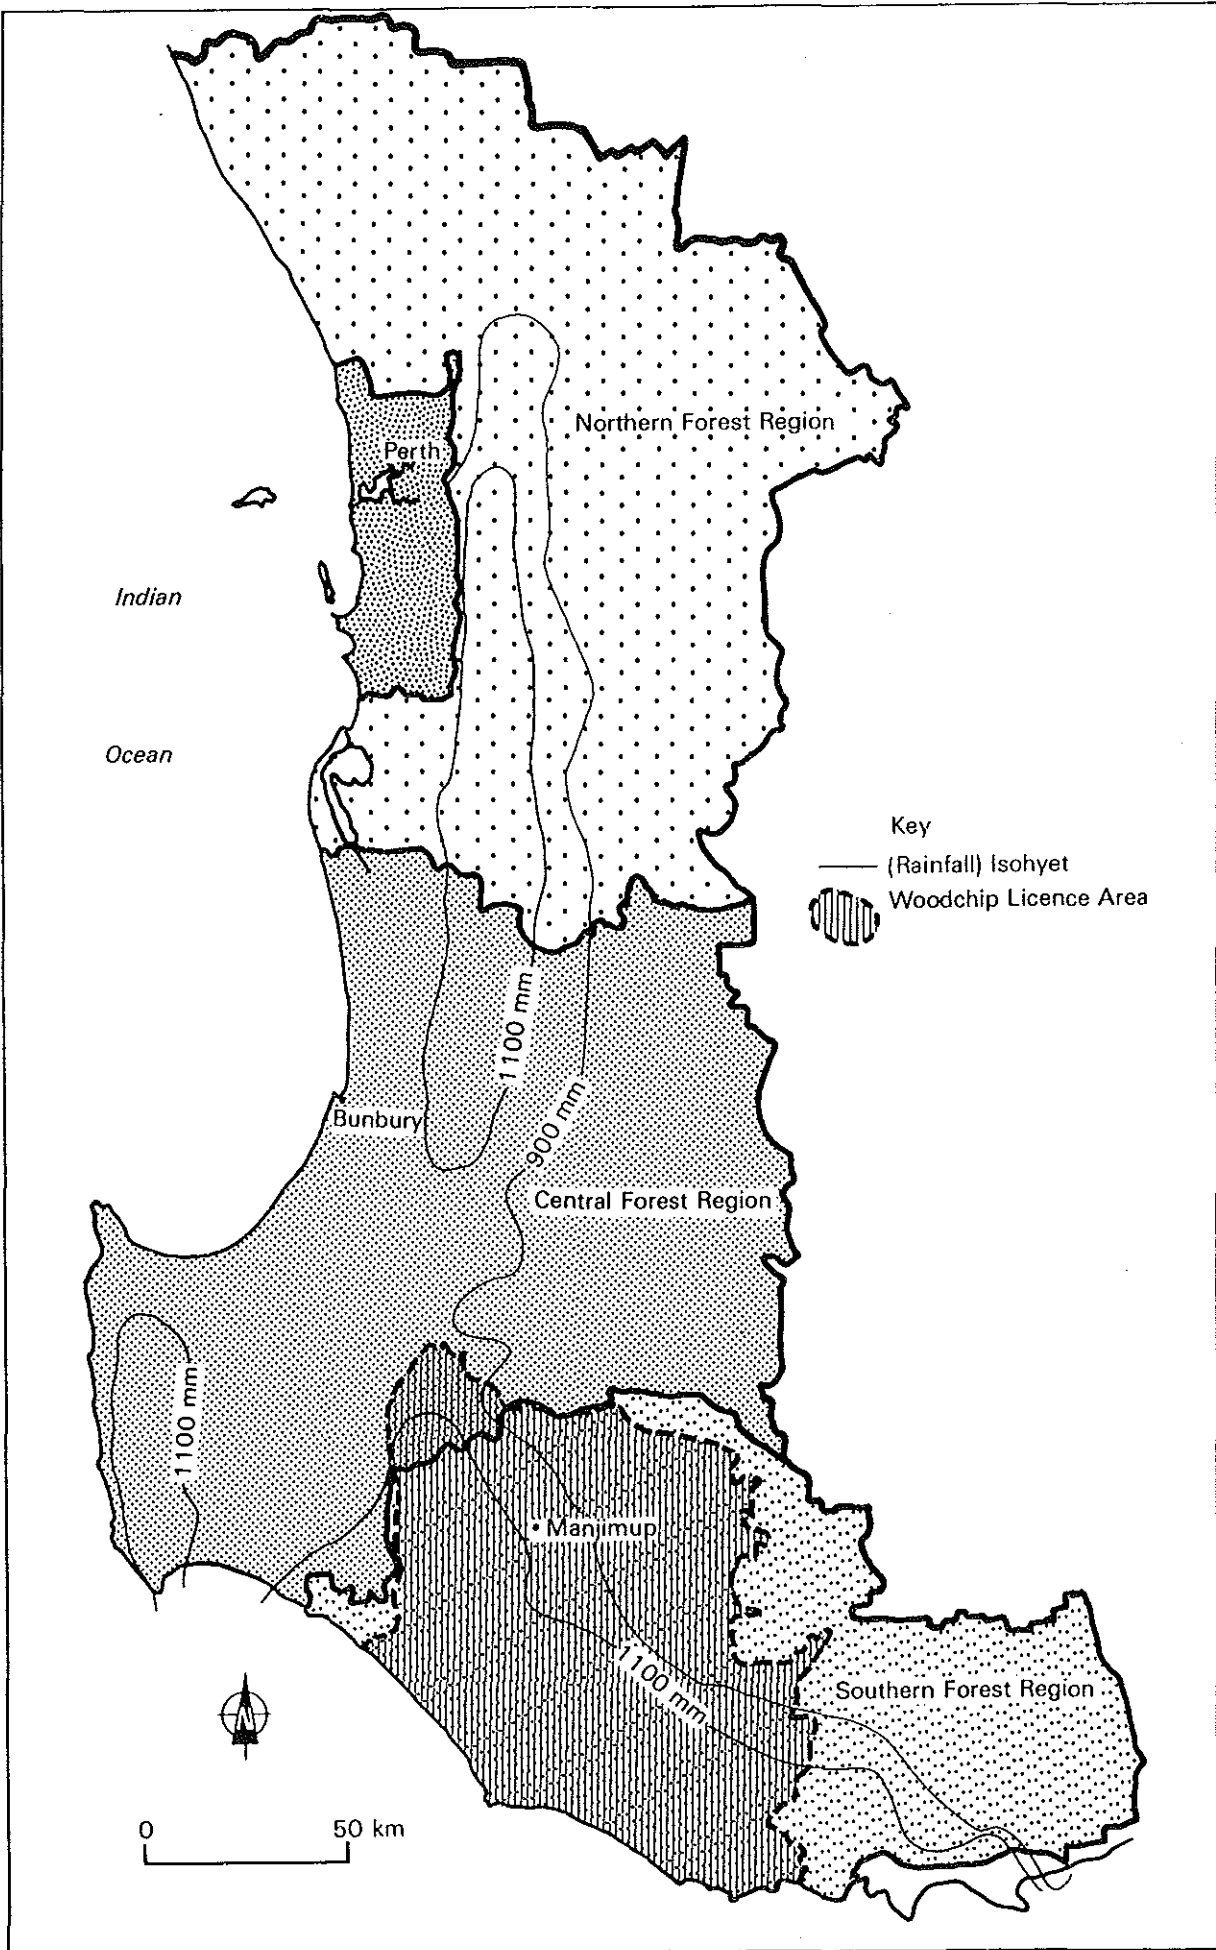 Northern Forest Region
Perth
Indian
Ocean
Key
(Rainfall) Isohyet
Woodchip Licence Area
1100 mm
900 mm
Bunbury
Central Forest Region
1100 mm
Manjimup
1100 mm
Southern Forest Region
N
0 50 km